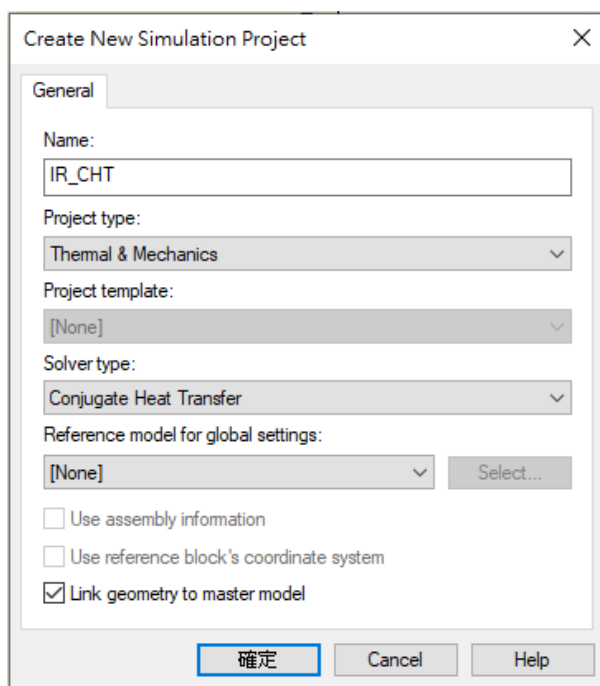 Create New Simulation Project
General
Name:
IR_CHT
Project type:
Thermal & Mechanics
Project template:
[None]
Solver type:
Conjugate Heat Transfer
Reference model for global settings:
[None]
Select...
Use assembly information
Use reference block's coordinate system
Link geometry to master model
確定
Cancel
Help